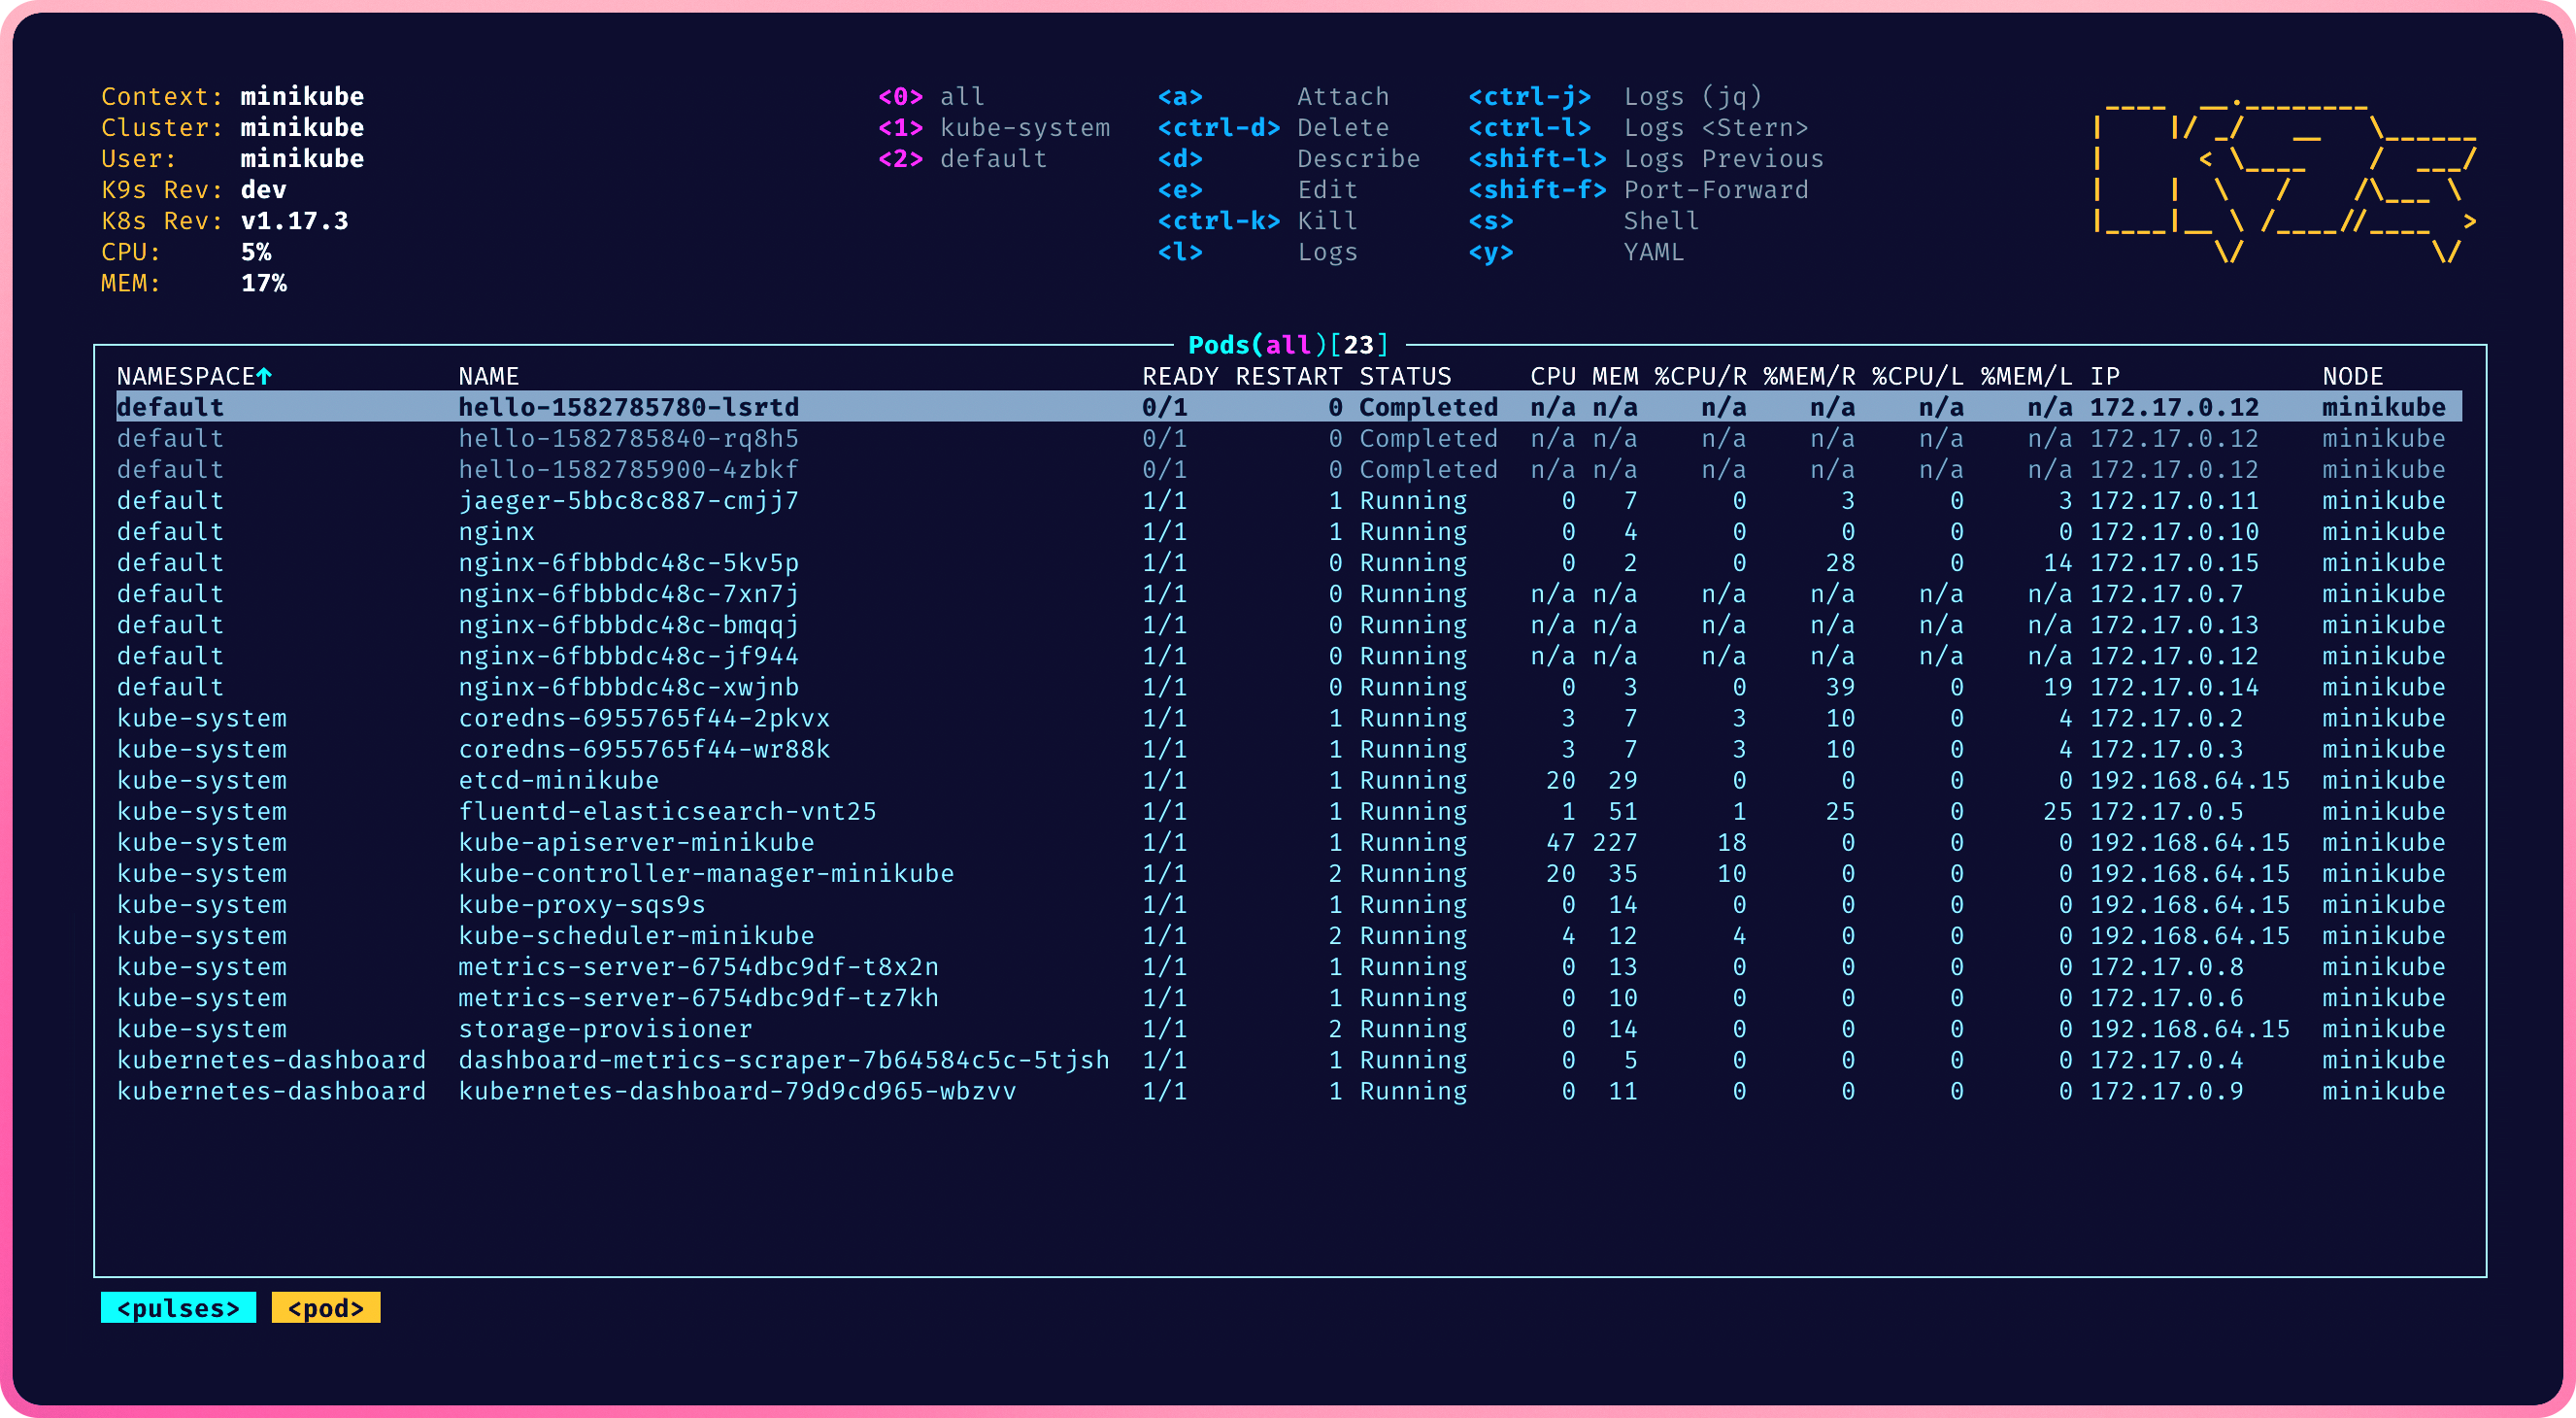 Context: minikube <0> all <a> Attach <ctrl-j> Logs (jq)
Cluster: minikube <1> kube-system <ctrl-d> Delete <ctrl-l> Logs <Stern>
User: minikube <2> default <d> Describe <shift-l> Logs Previous
K9s Rev: dev <e> Edit <shift-f> Port-Forward
K8s Rev: v1.17.3 <ctrl-k> Kill <s> Shell
CPU: 5% <l> Logs <y> YAML
MEM: 17%
Pods(all)[23]
NAMESPACE↑ NAME READY RESTART STATUS CPU MEM %CPU/R %MEM/R %CPU/L %MEM/L IP NODE
default hello-1582785780-lsrtd 0/1 0 Completed n/a n/a n/a n/a n/a n/a 172.17.0.12 minikube
default hello-1582785840-rq8h5 0/1 0 Completed n/a n/a n/a n/a n/a n/a 172.17.0.12 minikube
default hello-1582785900-4zbkf 0/1 0 Completed n/a n/a n/a n/a n/a n/a 172.17.0.12 minikube
default jaeger-5bbc8c887-cmjj7 1/1 1 Running 0 7 0 3 0 3 172.17.0.11 minikube
default nginx 1/1 1 Running 0 4 0 0 0 0 172.17.0.10 minikube
default nginx-6fbbbdc48c-5kv5p 1/1 0 Running 0 2 0 28 0 14 172.17.0.15 minikube
default nginx-6fbbbdc48c-7xn7j 1/1 0 Running n/a n/a n/a n/a n/a n/a 172.17.0.7 minikube
default nginx-6fbbbdc48c-bmqqj 1/1 0 Running n/a n/a n/a n/a n/a n/a 172.17.0.13 minikube
default nginx-6fbbbdc48c-jf944 1/1 0 Running n/a n/a n/a n/a n/a n/a 172.17.0.12 minikube
default nginx-6fbbbdc48c-xwjnb 1/1 0 Running 0 3 0 39 0 19 172.17.0.14 minikube
kube-system coredns-6955765f44-2pkvx 1/1 1 Running 3 7 3 10 0 4 172.17.0.2 minikube
kube-system coredns-6955765f44-wr88k 1/1 1 Running 3 7 3 10 0 4 172.17.0.3 minikube
kube-system etcd-minikube 1/1 1 Running 20 29 0 0 0 0 192.168.64.15 minikube
kube-system fluentd-elasticsearch-vnt25 1/1 1 Running 1 51 1 25 0 25 172.17.0.5 minikube
kube-system kube-apiserver-minikube 1/1 1 Running 47 227 18 0 0 0 192.168.64.15 minikube
kube-system kube-controller-manager-minikube 1/1 2 Running 20 35 10 0 0 0 192.168.64.15 minikube
kube-system kube-proxy-sqs9s 1/1 1 Running 0 14 0 0 0 0 192.168.64.15 minikube
kube-system kube-scheduler-minikube 1/1 2 Running 4 12 4 0 0 0 192.168.64.15 minikube
kube-system metrics-server-6754dbc9df-t8x2n 1/1 1 Running 0 13 0 0 0 0 172.17.0.8 minikube
kube-system metrics-server-6754dbc9df-tz7kh 1/1 1 Running 0 10 0 0 0 0 172.17.0.6 minikube
kube-system storage-provisioner 1/1 2 Running 0 14 0 0 0 0 192.168.64.15 minikube
kubernetes-dashboard dashboard-metrics-scraper-7b64584c5c-5tjsh 1/1 1 Running 0 5 0 0 0 0 172.17.0.4 minikube
kubernetes-dashboard kubernetes-dashboard-79d9cd965-wbzvv 1/1 1 Running 0 11 0 0 0 0 172.17.0.9 minikube
<pulses> <pod>